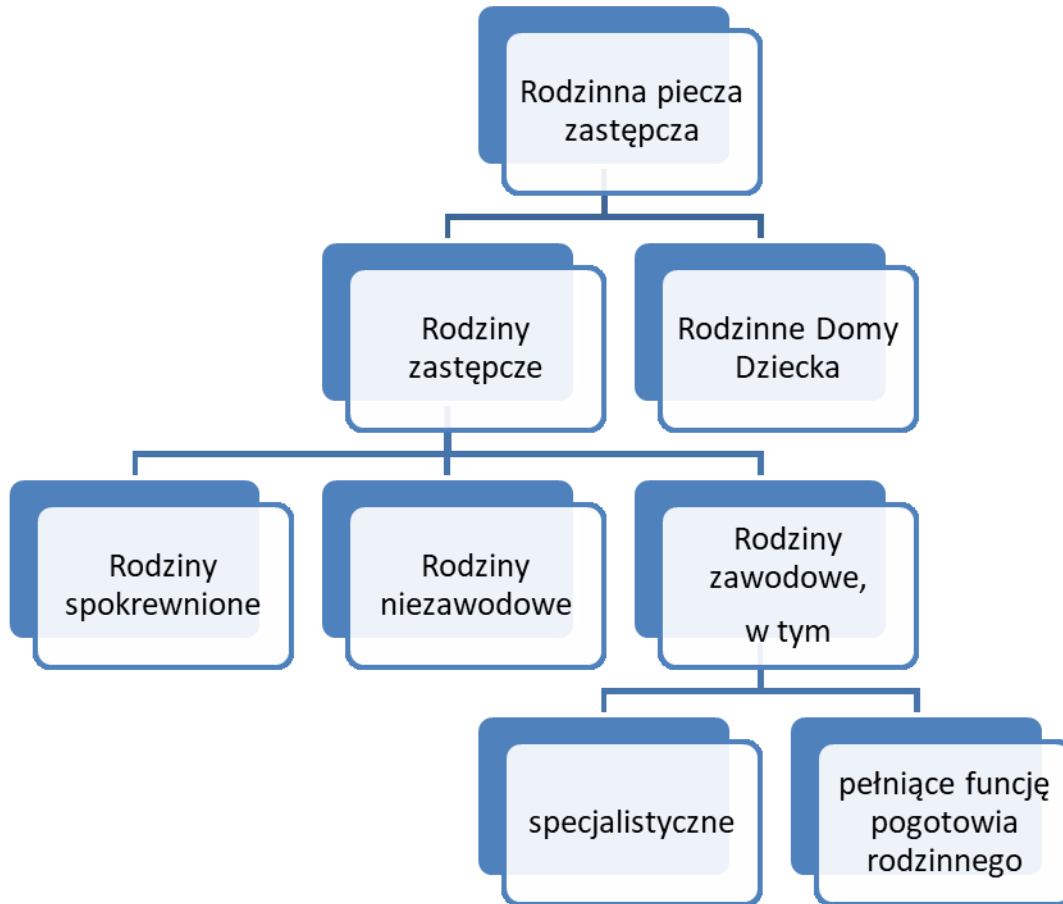 Rodzinna piecza
zastępcza
Rodziny
zastępcze
Rodzinne Domy
Dziecka
Rodziny
spokrewnione
Rodziny
niezawodowe
Rodziny
zawodowe,
w tym
specjalistyczne
pełniące funcję
pogotowia
rodzinnego